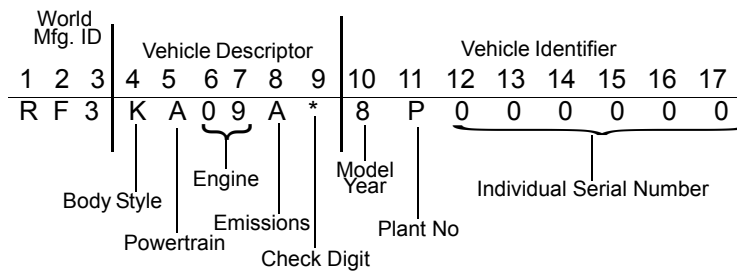 World
Mfg. ID
Vehicle Descriptor
Vehicle Identifier
1 2 3 4 5 6 7 8 9 10 11 12 13 14 15 16 17
R F 3 K A 0 9 A * 8 P 0 0 0 0 0 0
Body Style
Powertrain
Engine
Emissions
Check Digit
Model
Year
Plant No
Individual Serial Number